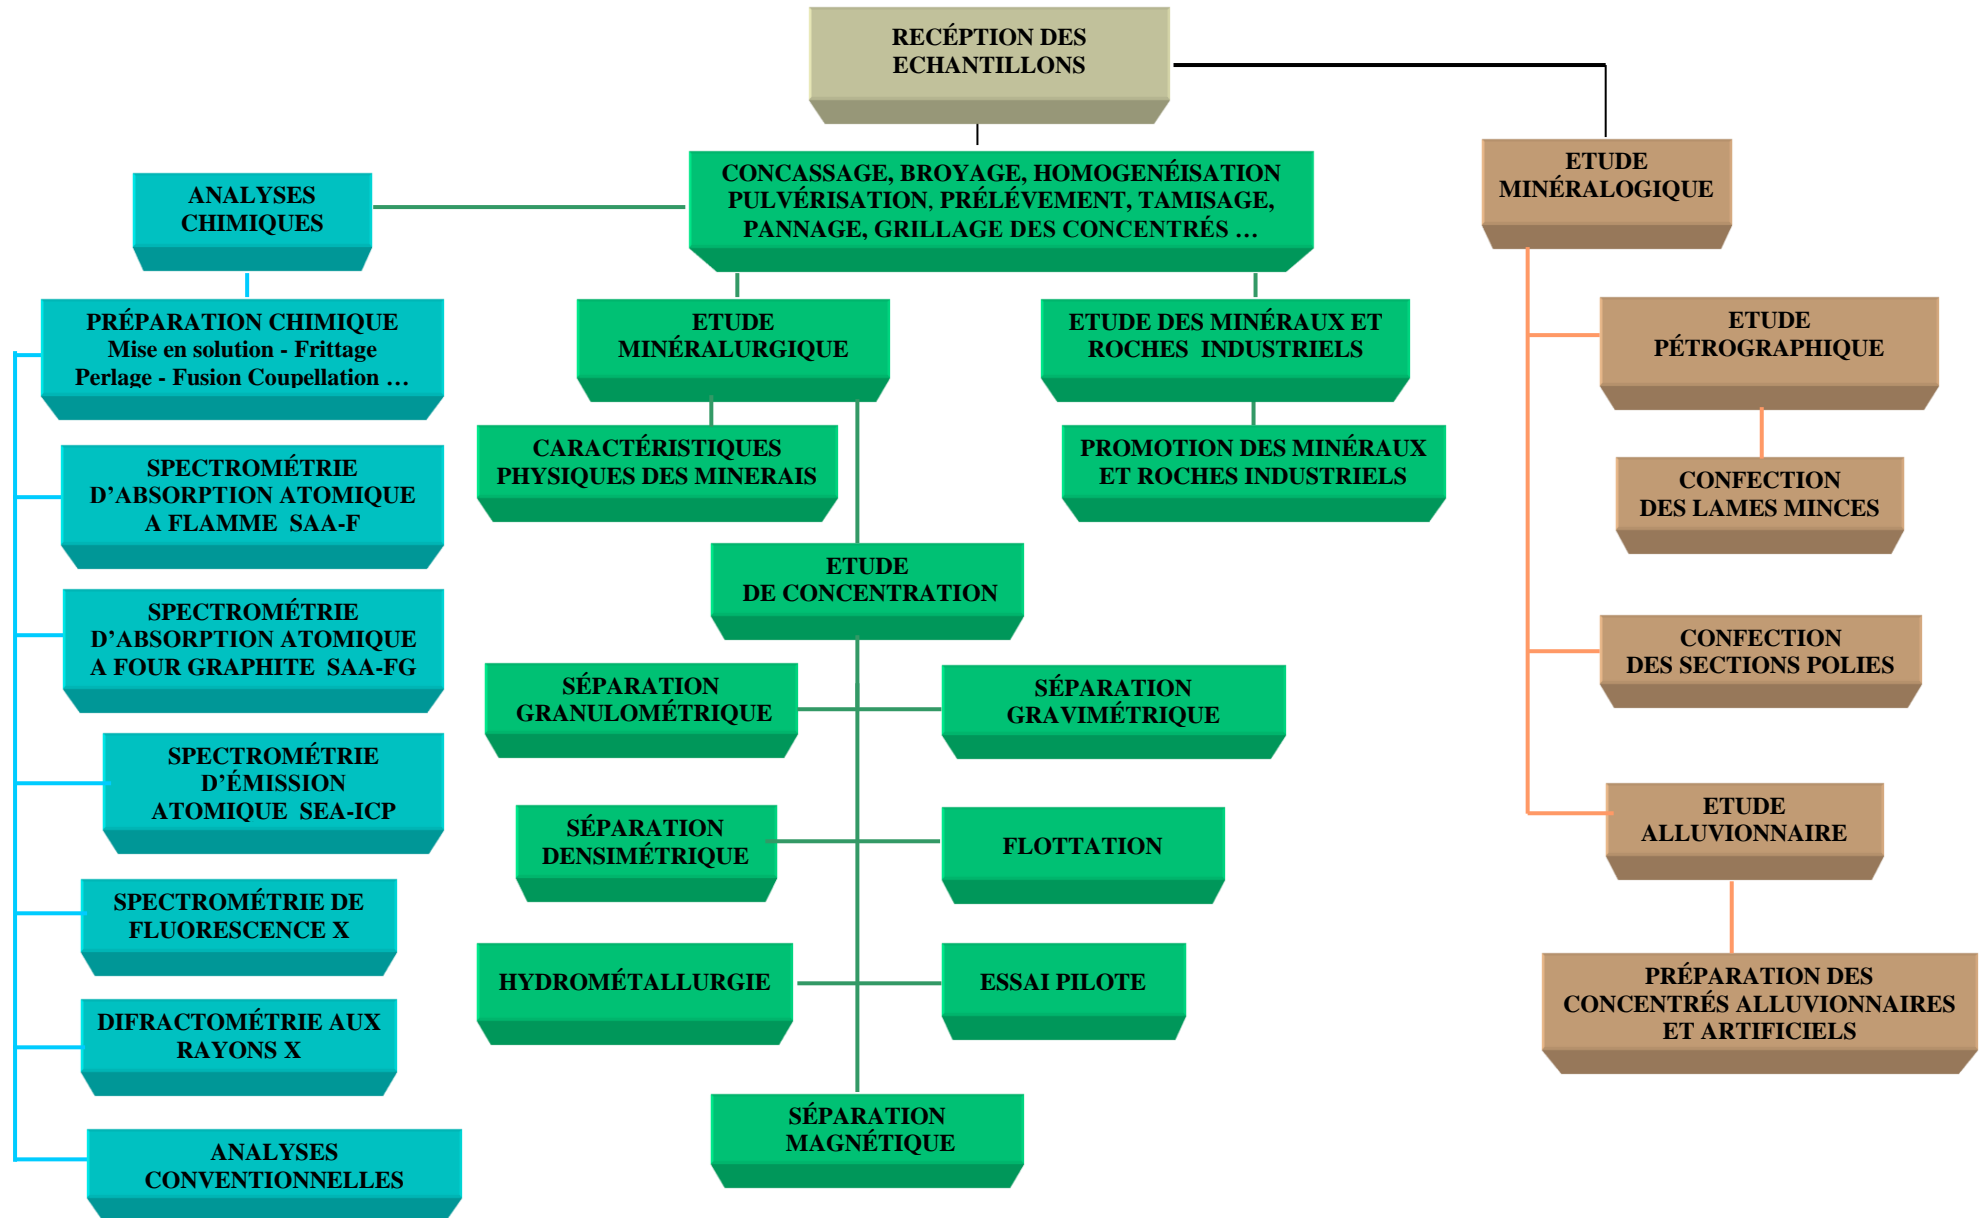 RECÉPTION DES
ECHANTILLONS
ANALYSES
CHIMIQUES
CONCASSAGE, BROYAGE, HOMOGENÉISATION
PULVÉRISATION, PRÉLÉVEMENT, TAMISAGE,
PANNAGE, GRILLAGE DES CONCENTRÉS …
ETUDE
MINÉRALOGIQUE
PRÉPARATION CHIMIQUE
Mise en solution - Frittage
Perlage - Fusion Coupellation …
SPECTROMÉTRIE
D’ABSORPTION ATOMIQUE
A FLAMME SAA-F
SPECTROMÉTRIE
D’ABSORPTION ATOMIQUE
A FOUR GRAPHITE SAA-FG
SPECTROMÉTRIE
D’ÉMISSION
ATOMIQUE SEA-ICP
SPECTROMÉTRIE DE
FLUORESCENCE X
DIFRACTOMÉTRIE AUX
RAYONS X
ANALYSES
CONVENTIONNELLES
ETUDE
MINÉRALURGIQUE
ETUDE DES MINÉRAUX ET
ROCHES INDUSTRIELS
CARACTÉRISTIQUES
PHYSIQUES DES MINERAIS
PROMOTION DES MINÉRAUX
ET ROCHES INDUSTRIELS
ETUDE
DE CONCENTRATION
SÉPARATION
GRANULOMÉTRIQUE
SÉPARATION
GRAVIMÉTRIQUE
SÉPARATION
DENSIMÉTRIQUE
FLOTTATION
HYDROMÉTALLURGIE
ESSAI PILOTE
SÉPARATION
MAGNÉTIQUE
ETUDE
PÉTROGRAPHIQUE
CONFECTION
DES LAMES MINCES
CONFECTION
DES SECTIONS POLIES
ETUDE
ALLUVIONNAIRE
PRÉPARATION DES
CONCENTRÉS ALLUVIONNAIRES
ET ARTIFICIELS